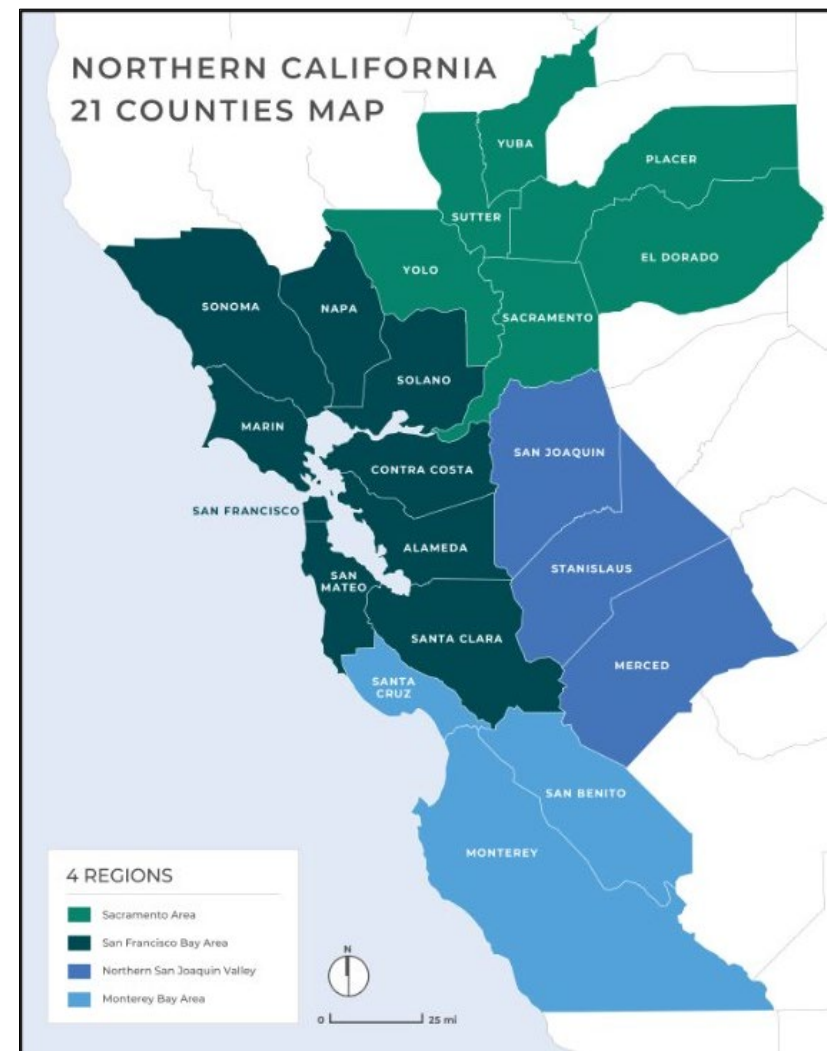 NORTHERN CALIFORNIA
21 COUNTIES MAP
YUBA
PLACER
SUTTER
EL DORADO
YOLO
SONOMA
NAPA
SACRAMENTO
SOLANO
MARIN
SAN JOAQUIN
CONTRA COSTA
SAN FRANCISCO
ALAMEDA
STANISLAUS
SAN
MATEO
SANTA CLARA
MERCED
SANTA
CRUZ
SAN BENITO
MONTEREY
4 REGIONS
Sacramento Area
San Francisco Bay Area
Northern San Joaquin Valley
Monterey Bay Area
N
0 25 mi